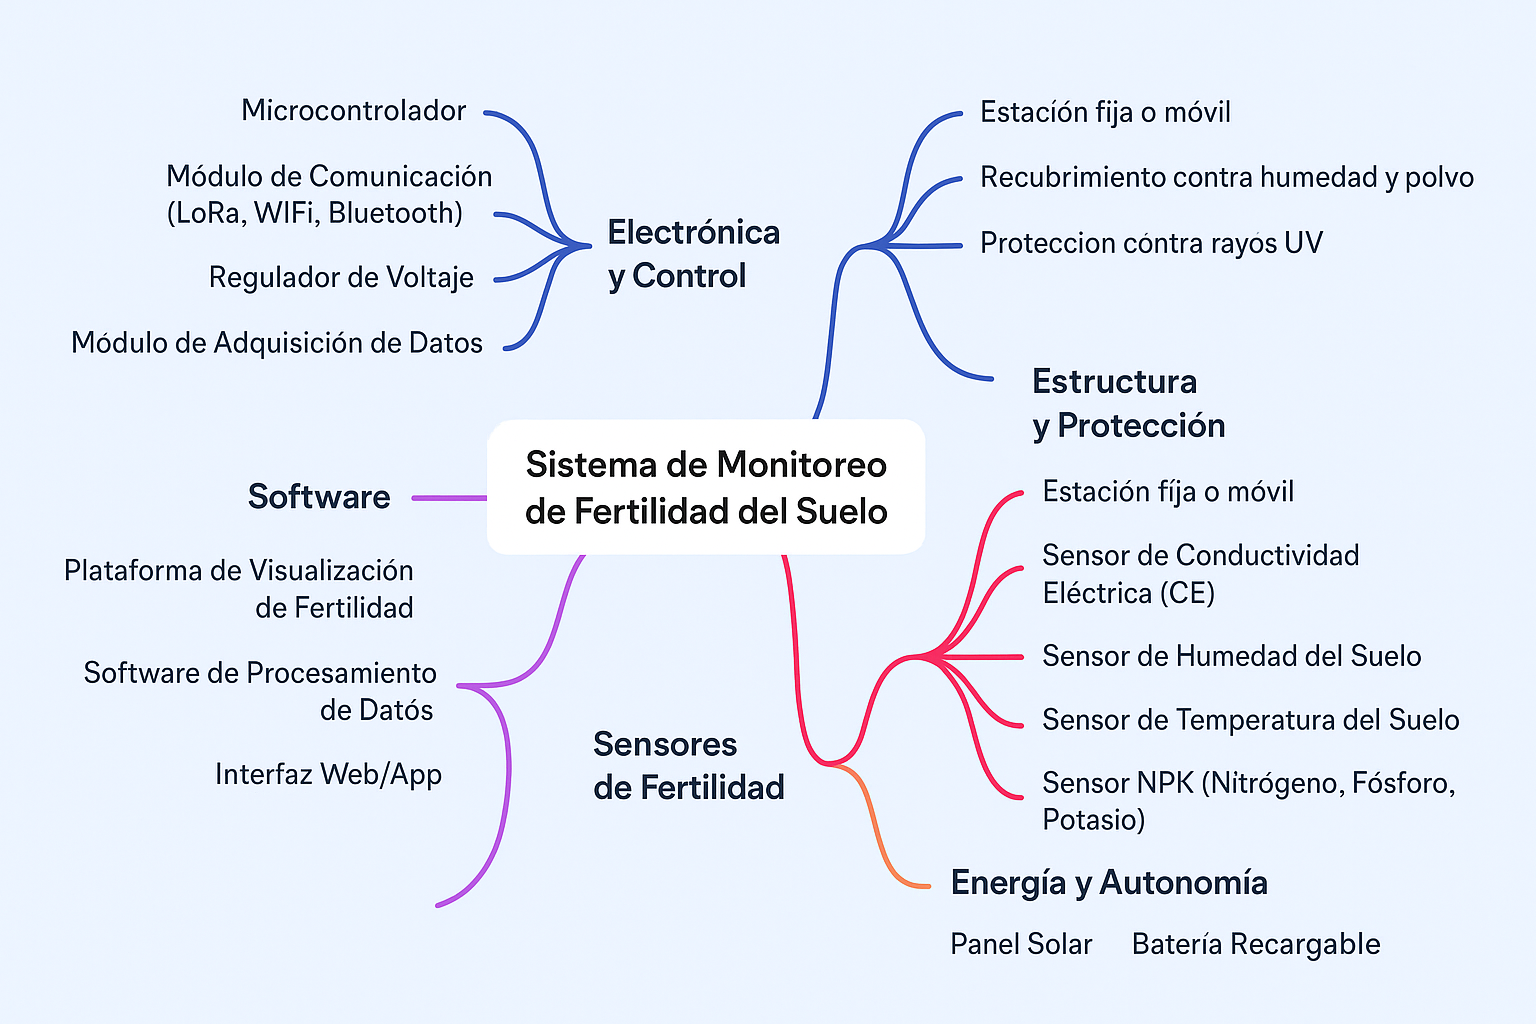 Microcontrolador
Módulo de Comunicación
(LoRa, WIFi, Bluetooth)
Regulador de Voltaje
Módulo de Adquisición de Datos
Electrónica
y Control
Estacíón fija o móvil
Recubrimiento contra humedad y polvo
Proteccion cóntra rayós UV
Estructura
y Protección
Sistema de Monitoreo
de Fertilidad del Suelo
Software
Plataforma de Visualización
de Fertilidad
Software de Procesamiento
de Datós
Interfaz Web/App
Sensores
de Fertilidad
Estación fíja o móvil
Sensor de Conductividad
Eléctrica (CE)
Sensor de Humedad del Suelo
Sensor de Temperatura del Suelo
Sensor NPK (Nitrógeno, Fósforo,
Potasio)
Energía y Autonomía
Panel Solar Batería Recargable